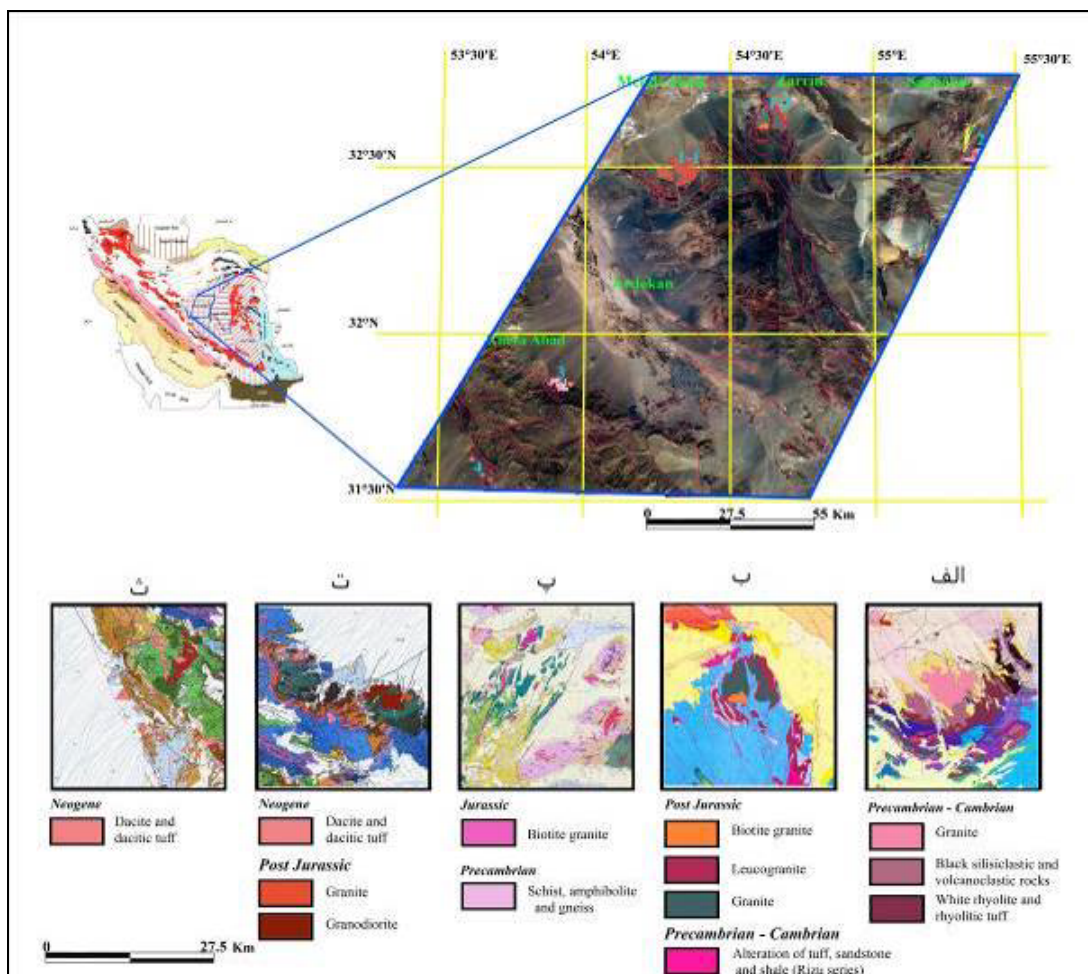 53°30'E
54°E
54°30'E
55°E
55°30'E
Zarrin
32°30'N
Ardekan
32°N
31°30'N
0 27.5 55 Km
ث
ت
پ
ب
الف
Neogene
Dacite and
dacitic tuff
Neogene
Dacite and
dacitic tuff
Post Jurassic
Granite
Granodiorite
Jurassic
Biotite granite
Precambrian
Schist, amphibolite
and gneiss
Post Jurassic
Biotite granite
Leucogranite
Granite
Precambrian - Cambrian
Alteration of tuff, sandstone
and shale (Rizu series)
Precambrian - Cambrian
Granite
Black silisiclastic and
volcanoclastic rocks
White rhyolite and
rhyolitic tuff
0 27.5 Km